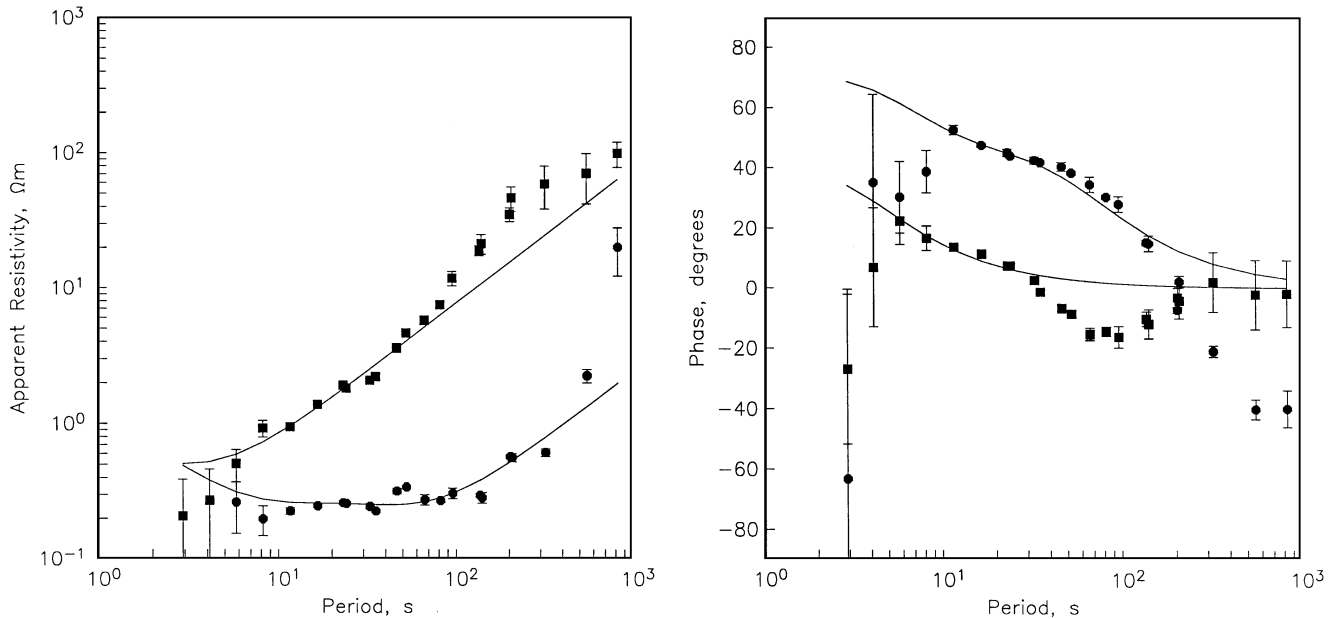 10³
10²
10¹
10⁰
10⁻¹
Apparent Resistivity, Ωm
10⁰ 10¹ 10² 10³
Period, s
80
60
40
20
0
−20
−40
−60
−80
Phase, degrees
10⁰ 10¹ 10² 10³
Period, s